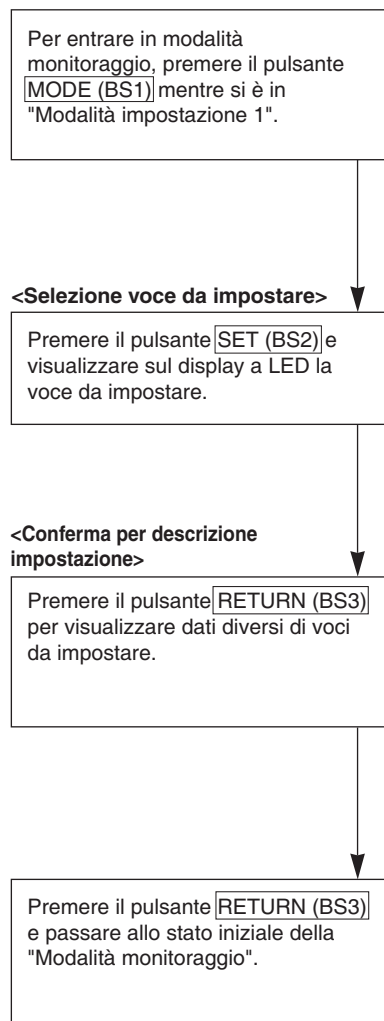 Per entrare in modalità
monitoraggio, premere il pulsante
MODE (BS1) mentre si è in
"Modalità impostazione 1".
<Selezione voce da impostare>
Premere il pulsante SET (BS2) e
visualizzare sul display a LED la
voce da impostare.
<Conferma per descrizione
impostazione>
Premere il pulsante RETURN (BS3)
per visualizzare dati diversi di voci
da impostare.
Premere il pulsante RETURN (BS3)
e passare allo stato iniziale della
"Modalità monitoraggio".